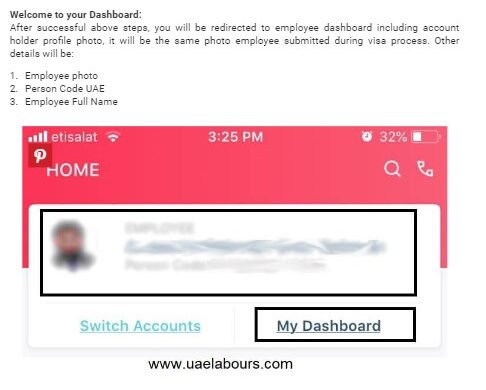 Welcome to your Dashboard:
After successful above steps, you will be redirected to employee dashboard including account
holder profile photo, it will be the same photo employee submitted during visa process. Other
details will be:
1. Employee photo
2. Person Code UAE
3. Employee Full Name
etisalat 3:25 PM 32%
HOME
EMPLOYEE
Person Code
Switch Accounts My Dashboard
www.uaelabours.com